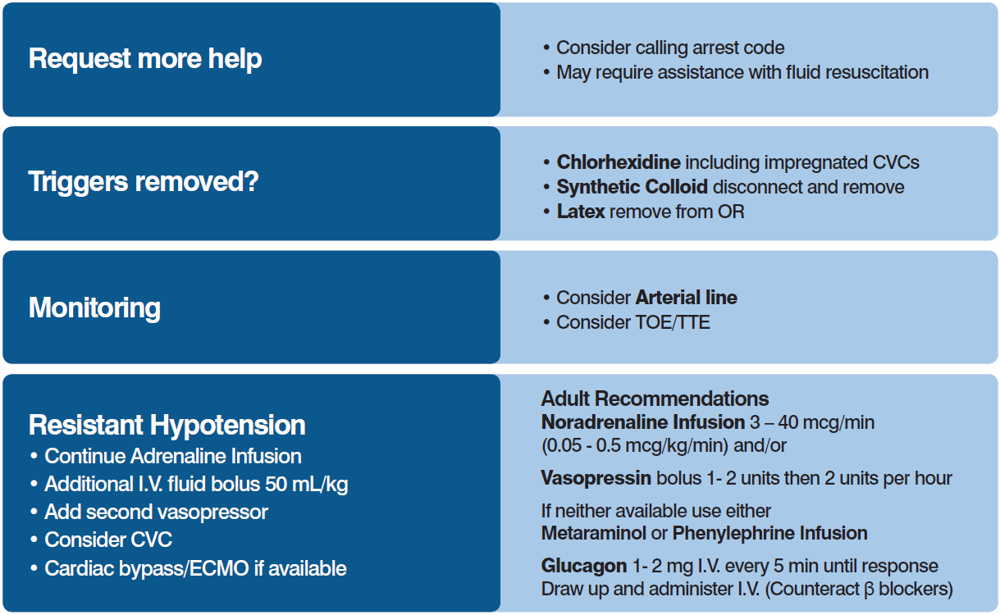 Request more help
• Consider calling arrest code
• May require assistance with fluid resuscitation
Triggers removed?
• Chlorhexidine including impregnated CVCs
• Synthetic Colloid disconnect and remove
• Latex remove from OR
Monitoring
• Consider Arterial line
• Consider TOE/TTE
Resistant Hypotension
• Continue Adrenaline Infusion
• Additional I.V. fluid bolus 50 mL/kg
• Add second vasopressor
• Consider CVC
• Cardiac bypass/ECMO if available
Adult Recommendations
Noradrenaline Infusion 3 – 40 mcg/min
(0.05 - 0.5 mcg/kg/min) and/or
Vasopressin bolus 1- 2 units then 2 units per hour
If neither available use either
Metaraminol or Phenylephrine Infusion
Glucagon 1- 2 mg I.V. every 5 min until response
Draw up and administer I.V. (Counteract β blockers)